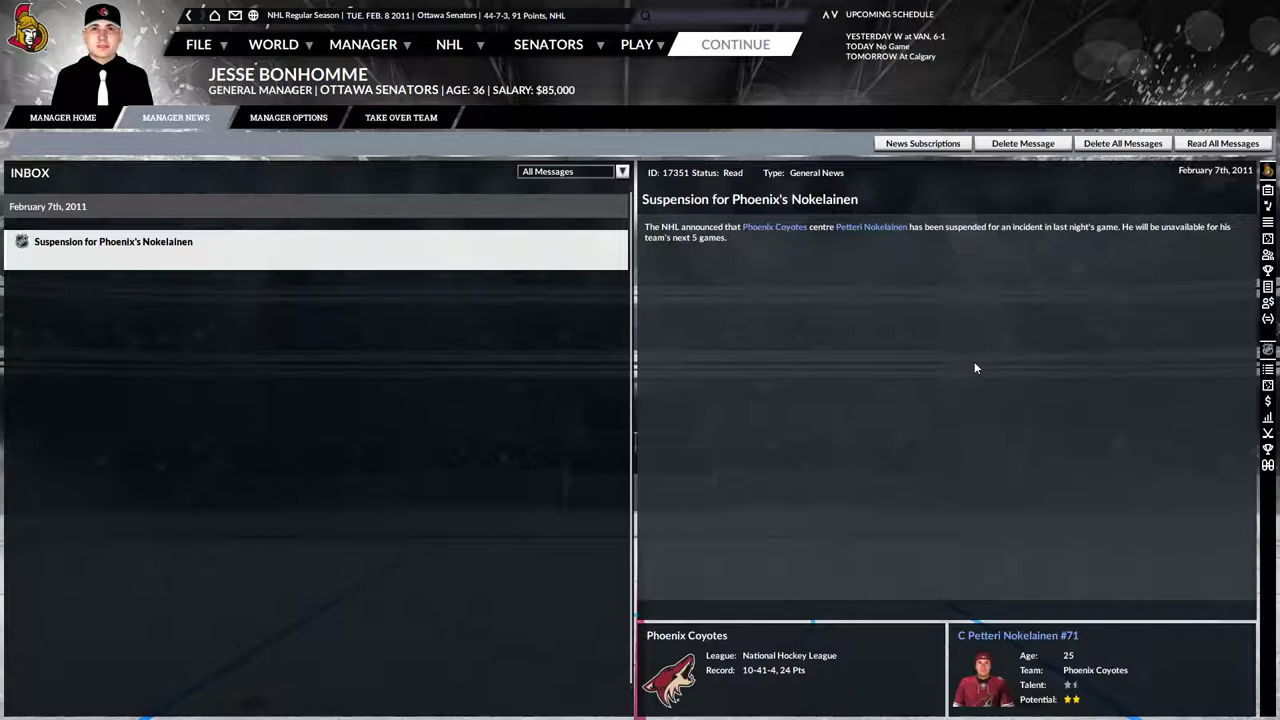 NHL Regular Season | TUE. FEB. 8 2011 | Ottawa Senators | 44-7-3, 91 Points, NHL
UPCOMING SCHEDULE
YESTERDAY W at VAN, 6-1
TODAY No Game
TOMORROW At Calgary
FILE
WORLD
MANAGER
NHL
SENATORS
PLAY
CONTINUE
JESSE BONHOMME
GENERAL MANAGER | OTTAWA SENATORS | AGE: 36 | SALARY: $85,000
MANAGER HOME
MANAGER NEWS
MANAGER OPTIONS
TAKE OVER TEAM
News Subscriptions
Delete Message
Delete All Messages
Read All Messages
INBOX
All Messages
February 7th, 2011
Suspension for Phoenix's Nokelainen
ID: 17351 Status: Read Type: General News
February 7th, 2011
Suspension for Phoenix's Nokelainen
The NHL announced that Phoenix Coyotes centre Petteri Nokelainen has been suspended for an incident in last night's game. He will be unavailable for his
team's next 5 games.
Phoenix Coyotes
League: National Hockey League
Record: 10-41-4, 24 Pts
C Petteri Nokelainen #71
Age: 25
Team: Phoenix Coyotes
Talent:
Potential: